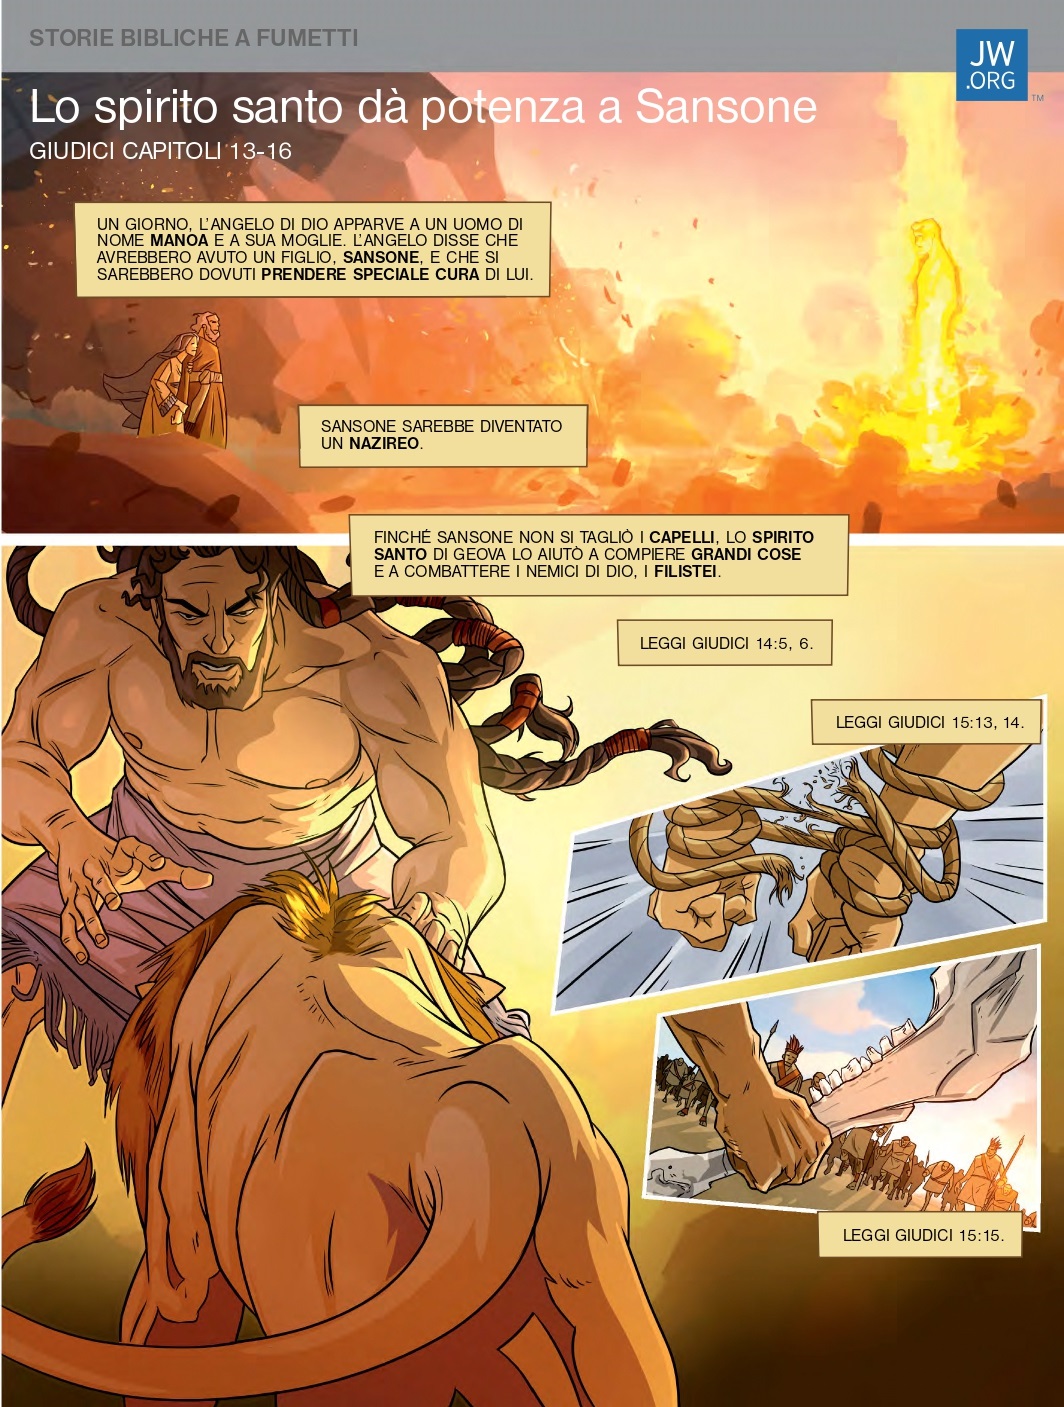 STORIE BIBLICHE A FUMETTI
JW
.ORG
TM
Lo spirito santo dà potenza a Sansone
GIUDICI CAPITOLI 13-16
UN GIORNO, L'ANGELO DI DIO APPARVE A UN UOMO DI
NOME MANOA E A SUA MOGLIE. L'ANGELO DISSE CHE
AVREBBERO AVUTO UN FIGLIO, SANSONE, E CHE SI
SAREBBERO DOVUTI PRENDERE SPECIALE CURA DI LUI.
SANSONE SAREBBE DIVENTATO
UN NAZIREO.
FINCHÉ SANSONE NON SI TAGLIÒ I CAPELLI, LO SPIRITO
SANTO DI GEOVA LO AIUTÒ A COMPIERE GRANDI COSE
E A COMBATTERE I NEMICI DI DIO, I FILISTEI.
LEGGI GIUDICI 14:5, 6.
LEGGI GIUDICI 15:13, 14.
LEGGI GIUDICI 15:15.